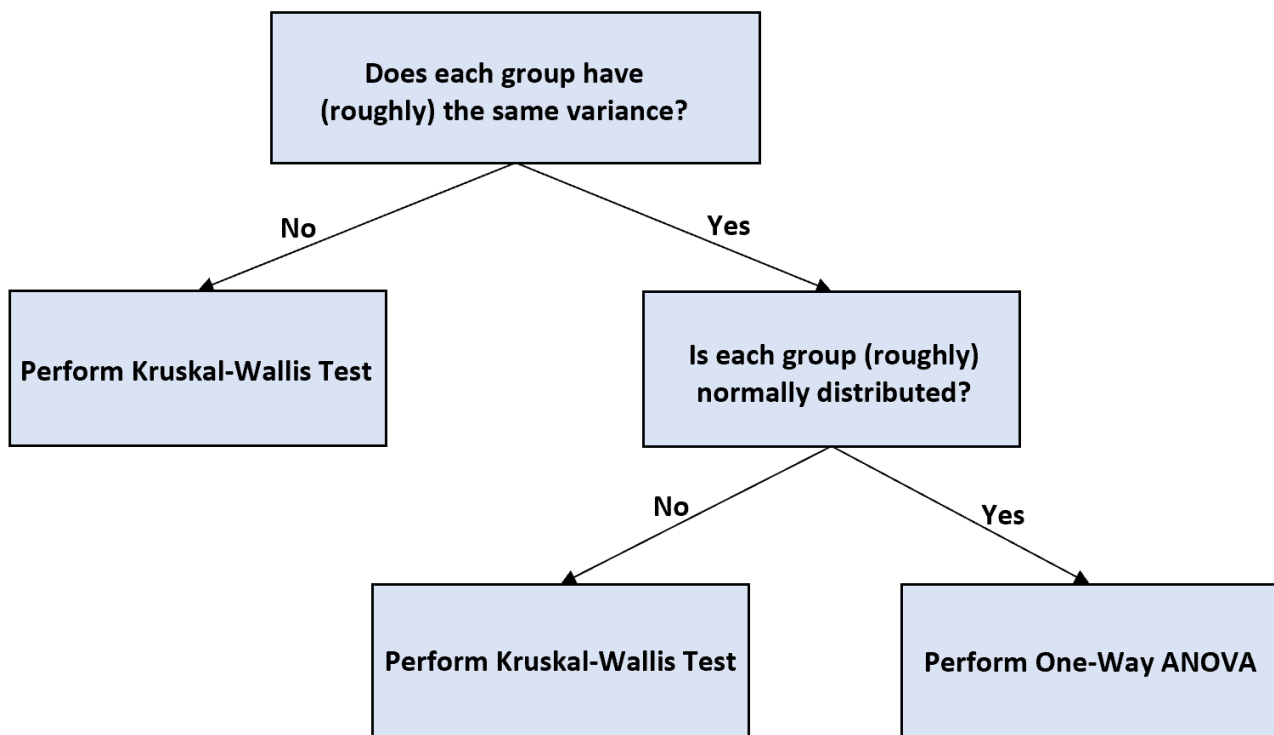 Does each group have
(roughly) the same variance?
No
Yes
Perform Kruskal-Wallis Test
Is each group (roughly)
normally distributed?
No
Yes
Perform Kruskal-Wallis Test
Perform One-Way ANOVA